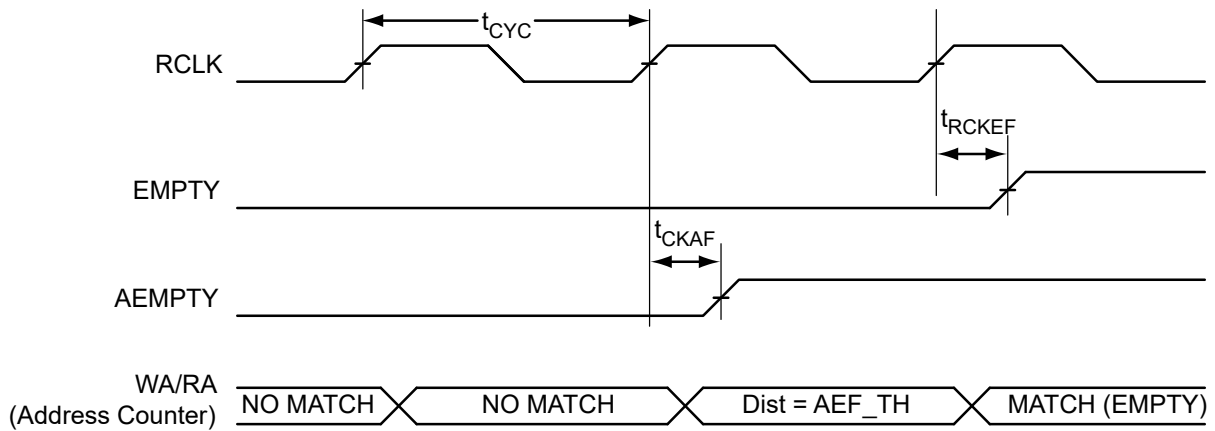 tCYC
RCLK
tRCKEF
EMPTY
tCKAF
AEMPTY
WA/RA
(Address Counter)
NO MATCH
NO MATCH
Dist = AEF_TH
MATCH (EMPTY)